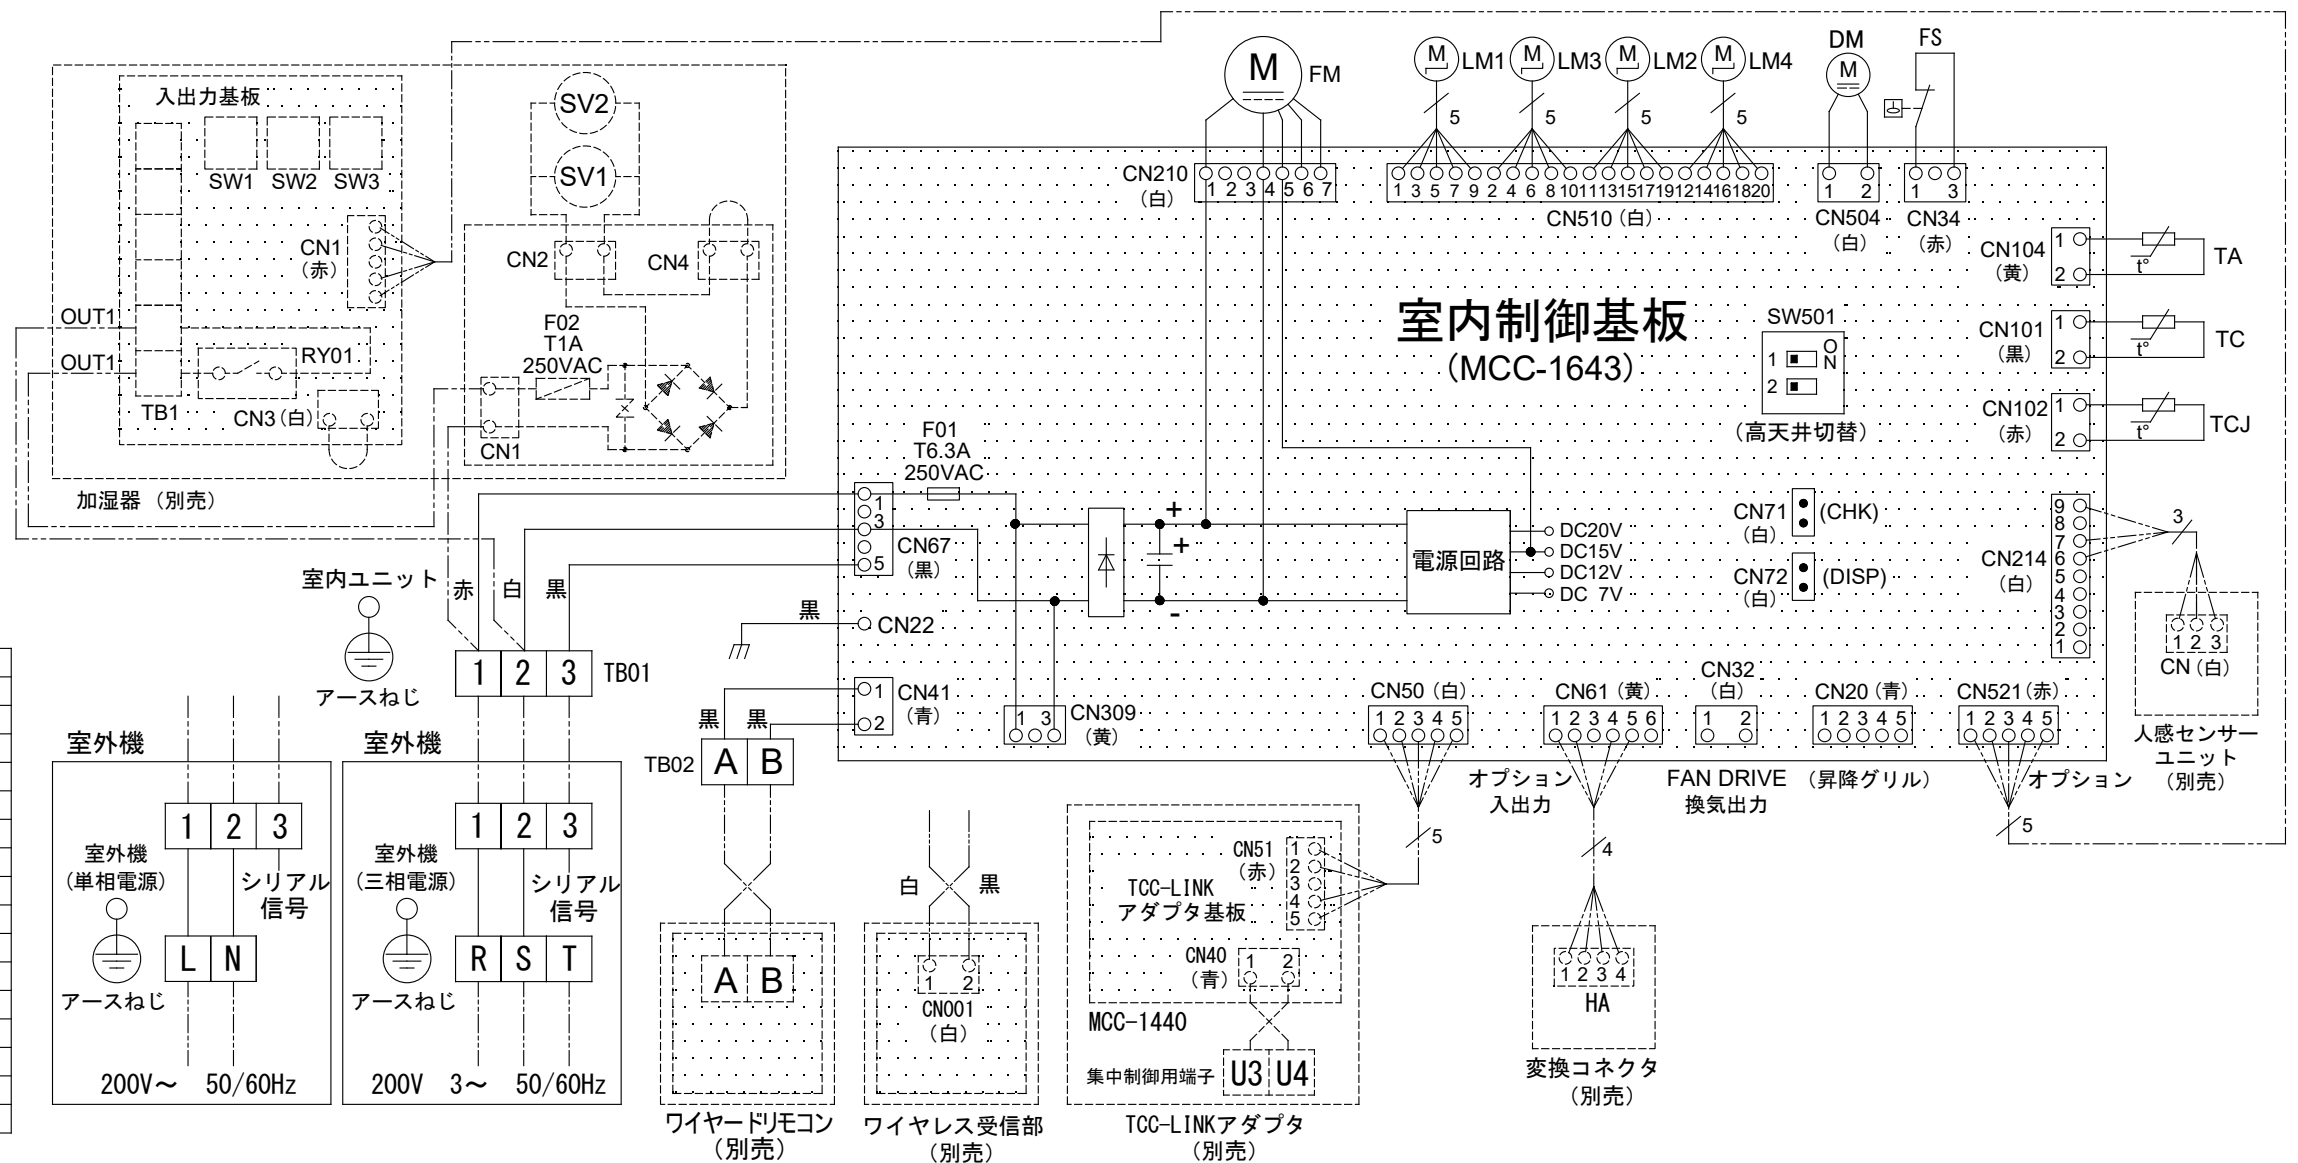 入出力基板
SW1 SW2 SW3
CN1
(赤)
OUT1
OUT1
RY01
TB1
CN3(白)
加湿器 (別売)
SV2
SV1
CN2
CN4
F02
T1A
250VAC
CN1
M
FM
M
LM1
M
LM3
M
LM2
M
LM4
DM
M
FS
5
5
5
5
CN210
(白)
1 2 3 4 5 6 7
1 3 5 7 9 2 4 6 8 10 11 13 15 17 19 12 14 16 18 20
CN510(白)
1 2
CN504
(白)
1 3
CN34
(赤)
室内制御基板
(MCC-1643)
SW501
1
2
O
N
(高天井切替)
CN104
(黄)
1
2
t°
TA
CN101
(黒)
1
2
t°
TC
CN102
(赤)
1
2
t°
TCJ
F01
T6.3A
250VAC
1
3
5
CN67
(黒)
+
+
-
電源回路
DC20V
DC15V
DC12V
DC 7V
CN71
(白)
(CHK)
CN72
(白)
(DISP)
CN214
(白)
9
8
7
6
5
4
3
2
1
3
1 2 3
CN(白)
人感センサー
ユニット
(別売)
室内ユニット
アースねじ
赤
白
黒
1 2 3
TB01
黒
CN22
1
2
CN41
(青)
黒
黒
TB02
A B
1 3
CN309
(黄)
CN50(白)
1 2 3 4 5
CN61(黄)
1 2 3 4 5 6
CN32
(白)
1 2
CN20(青)
1 2 3 4 5
CN521(赤)
1 2 3 4 5
オプション
入出力
FAN DRIVE
換気出力
(昇降グリル)
オプション
5
4
5
室外機
1 2 3
室外機
(単相電源)
シリアル
信号
アースねじ
L N
200V〜 50/60Hz
室外機
1 2 3
室外機
(三相電源)
シリアル
信号
アースねじ
R S T
200V 3〜 50/60Hz
A B
ワイヤードリモコン
(別売)
白
黒
1 2
CN001
(白)
ワイヤレス受信部
(別売)
CN51
(赤)
1
2
3
4
5
TCC-LINK
アダプタ基板
CN40
(青)
1 2
MCC-1440
集中制御用端子
U3 U4
TCC-LINKアダプタ
(別売)
1 2 3 4
HA
変換コネクタ
(別売)